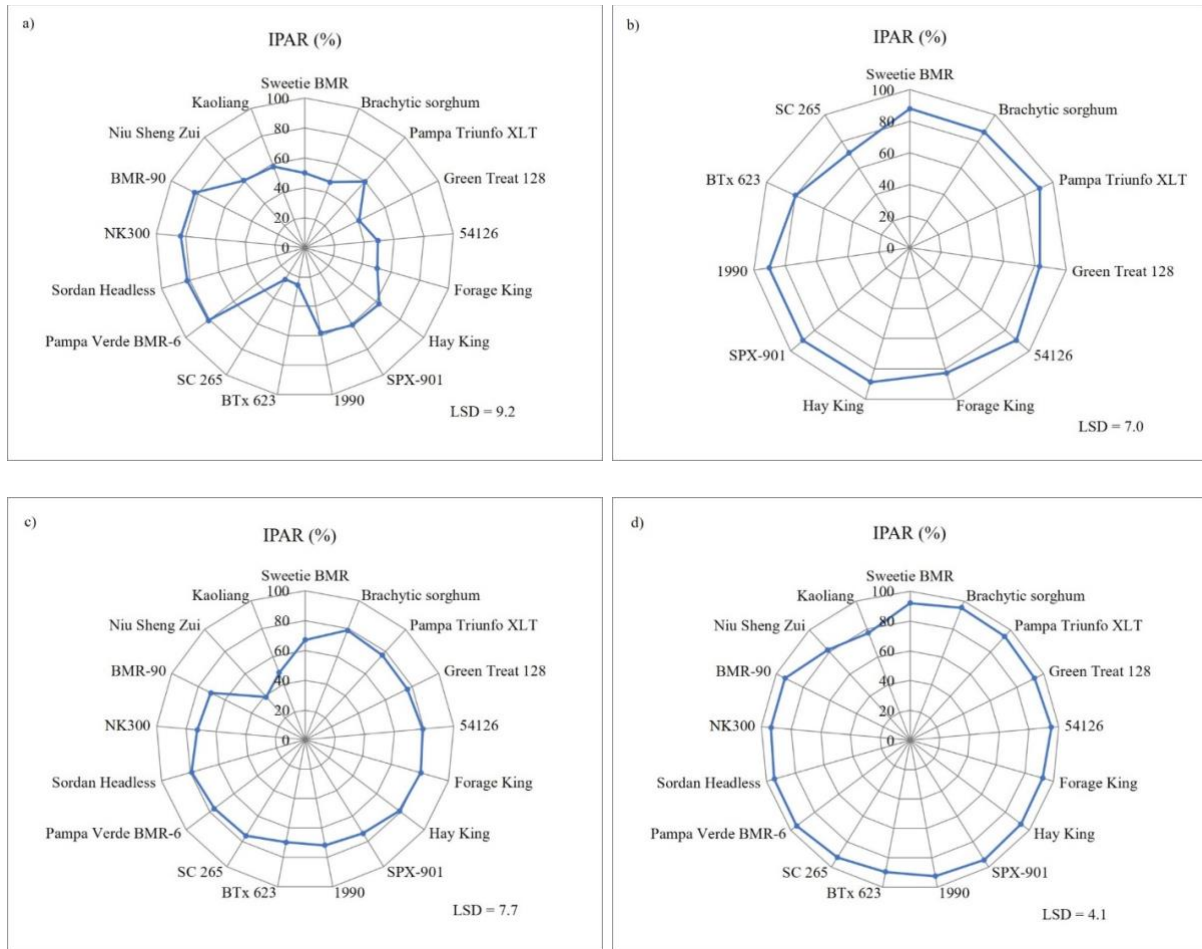 a)
IPAR (%)
Sweetie BMR
100
Kaoliang
Brachytic sorghum
80
Niu Sheng Zui
Pampa Triunfo XLT
60
BMR-90
Green Treat 128
40
20
NK300
54126
0
Sordan Headless
Forage King
Pampa Verde BMR-6
Hay King
SC 265
SPX-901
BTx 623
1990
LSD = 9.2
b)
IPAR (%)
Sweetie BMR
100
SC 265
Brachytic sorghum
80
60
BTx 623
Pampa Triunfo XLT
40
20
0
1990
Green Treat 128
SPX-901
54126
Hay King
Forage King
LSD = 7.0
c)
IPAR (%)
Sweetie BMR
100
Kaoliang
Brachytic sorghum
80
Niu Sheng Zui
Pampa Triunfo XLT
60
BMR-90
Green Treat 128
40
20
NK300
54126
0
Sordan Headless
Forage King
Pampa Verde BMR-6
Hay King
SC 265
SPX-901
BTx 623
1990
LSD = 7.7
d)
IPAR (%)
Sweetie BMR
100
Kaoliang
Brachytic sorghum
80
Niu Sheng Zui
Pampa Triunfo XLT
60
BMR-90
Green Treat 128
40
20
NK300
54126
0
Sordan Headless
Forage King
Pampa Verde BMR-6
Hay King
SC 265
SPX-901
BTx 623
1990
LSD = 4.1